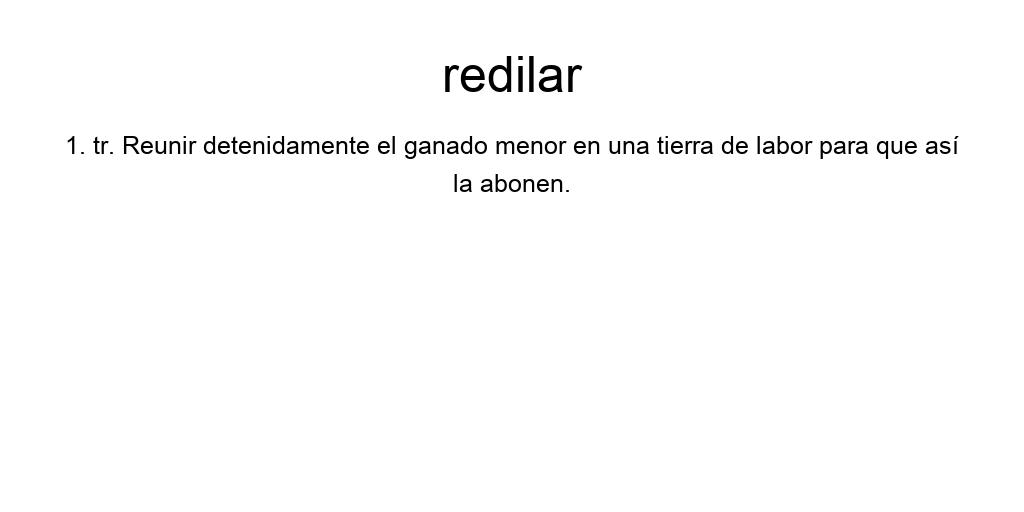 redilar
1. tr. Reunir detenidamente el ganado menor en una tierra de labor para que así
la abonen.